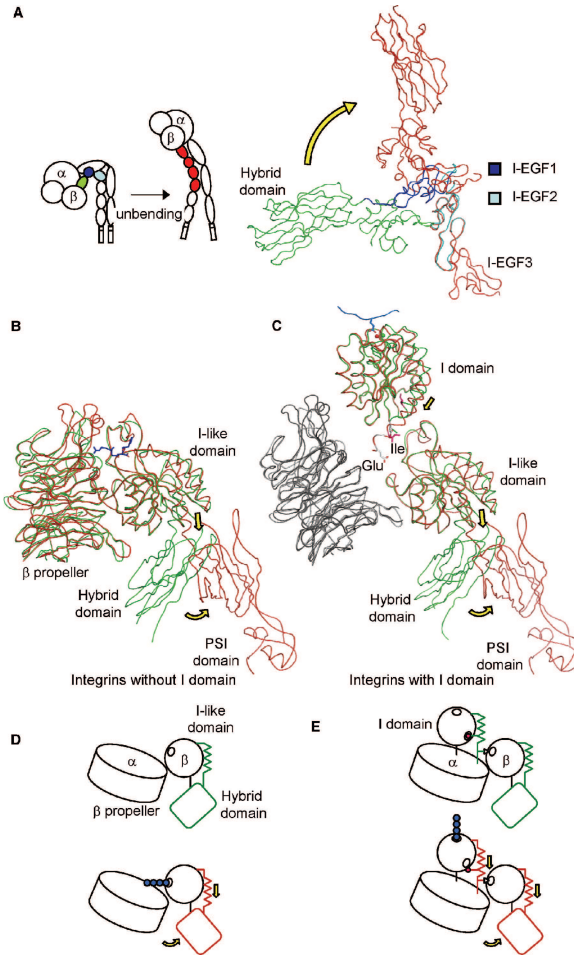 A
α
β
α
β
unbending
Hybrid
domain
I-EGF1
I-EGF2
I-EGF3
B
I-like
domain
β propeller
Hybrid
domain
PSI
domain
Integrins without I domain
C
I domain
Ile
Glu
I-like
domain
Hybrid
domain
PSI
domain
Integrins with I domain
D
I-like
domain
α
β
β propeller
Hybrid
domain
E
I domain
α
β